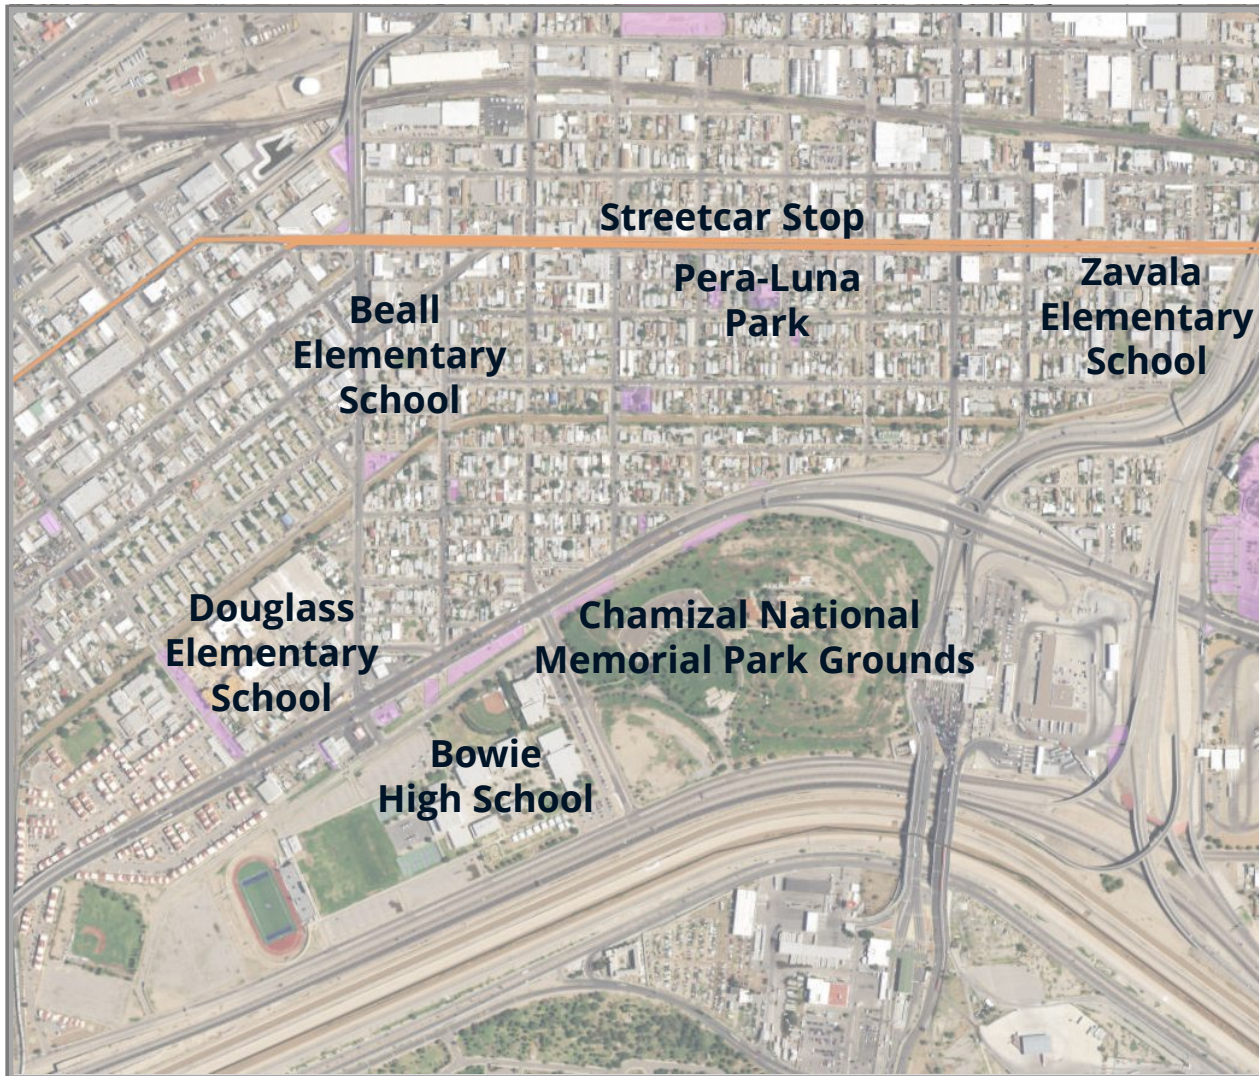 Streetcar Stop
Pera-Luna
Park
Zavala
Elementary
School
Beall
Elementary
School
Douglass
Elementary
School
Chamizal National
Memorial Park Grounds
Bowie
High School